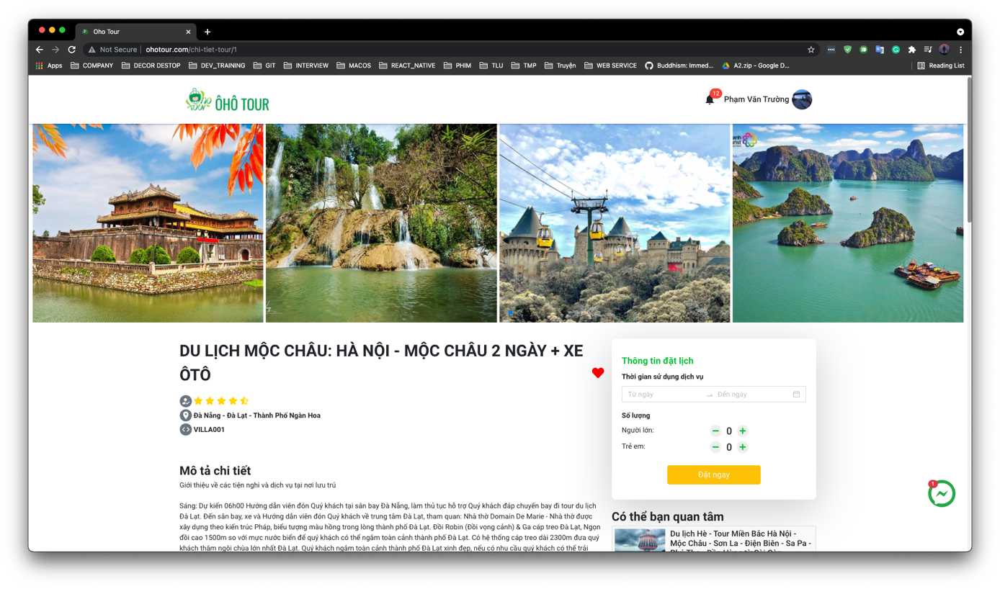 Oho Tour
Not Secure
ohotour.com/chi-tiet-tour/1
Apps
COMPANY
DECOR DESTOP
DEV_TRAINING
GIT
INTERVIEW
MACOS
REACT_NATIVE
PHIM
TLU
TMP
Truyện
WEB SERVICE
Buddhism: Immed...
A2.zip - Google D...
Reading List
ÔHÔ TOUR
12
Phạm Văn Trường
DU LỊCH MỘC CHÂU: HÀ NỘI - MỘC CHÂU 2 NGÀY + XE
ÔTÔ
Đà Nẵng - Đà Lạt - Thành Phố Ngàn Hoa
VILLA001
Mô tả chi tiết
Giới thiệu về các tiện nghi và dịch vụ tại nơi lưu trú
Sáng: Dự kiến 06h00 Hướng dẫn viên đón Quý khách tại sân bay Đà Nẵng, làm thủ tục hỗ trợ Quý khách đáp chuyến bay đi tour du lịch
Đà Lạt. Đến sân bay, xe và Hướng dẫn viên đón Quý khách về trung tâm Đà Lạt, tham quan: Nhà thờ Domain De Marie - Nhà thờ được
xây dựng theo kiến trúc Pháp, biểu tượng màu hồng trong lòng thành phố Đà Lạt. Đồi Robin (Đồi vọng cảnh) & Ga cáp treo Đà Lạt, Ngọn
đồi cao 1500m so với mực nước biển để quý khách có thể ngắm toàn cảnh thành phố Đà Lạt. Có hệ thống cáp treo dài 2300m đưa quý
khách thăm ngôi chùa lớn nhất Đà Lạt. Quý khách ngắm toàn cảnh thành phố Đà Lạt xinh đẹp, nếu có nhu cầu quý khách có thể trải
Thông tin đặt lịch
Thời gian sử dụng dịch vụ
Từ ngày
Đến ngày
Số lượng
Người lớn:
0
Trẻ em:
0
Đặt ngay
1
Có thể bạn quan tâm
Du lịch Hè - Tour Miền Bắc Hà Nội -
Mộc Châu - Sơn La - Điện Biên - Sa Pa -